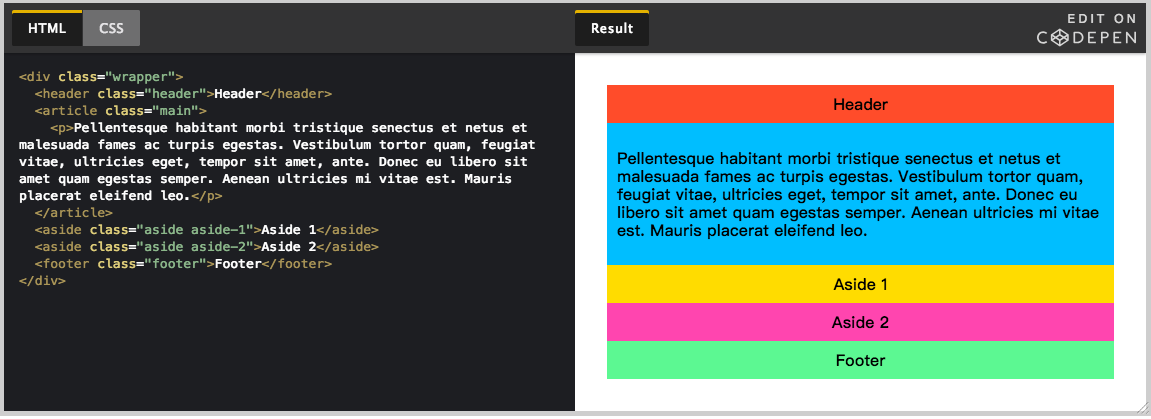 HTML CSS Result EDIT ON
CODEPEN
<div class="wrapper">
<header class="header">Header</header>
<article class="main">
<p>Pellentesque habitant morbi tristique senectus et netus et
malesuada fames ac turpis egestas. Vestibulum tortor quam, feugiat
vitae, ultricies eget, tempor sit amet, ante. Donec eu libero sit
amet quam egestas semper. Aenean ultricies mi vitae est. Mauris
placerat eleifend leo.</p>
</article>
<aside class="aside aside-1">Aside 1</aside>
<aside class="aside aside-2">Aside 2</aside>
<footer class="footer">Footer</footer>
</div>
Header
Pellentesque habitant morbi tristique senectus et netus et
malesuada fames ac turpis egestas. Vestibulum tortor quam,
feugiat vitae, ultricies eget, tempor sit amet, ante. Donec eu
libero sit amet quam egestas semper. Aenean ultricies mi vitae
est. Mauris placerat eleifend leo.
Aside 1
Aside 2
Footer